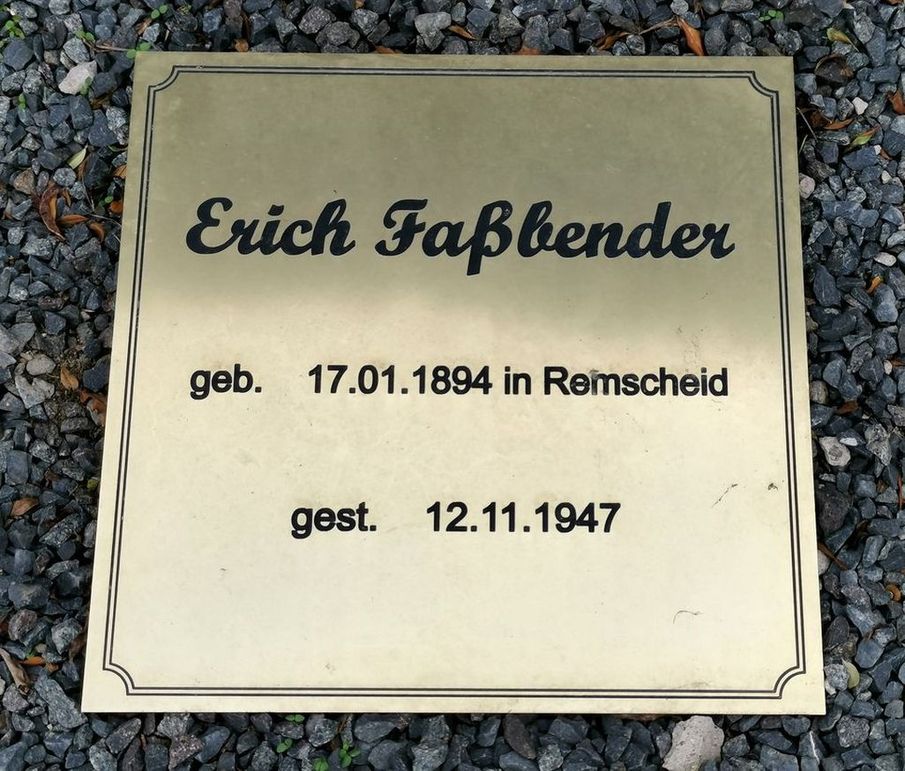 Erich Faßbender
geb. 17.01.1894 in Remscheid
gest. 12.11.1947